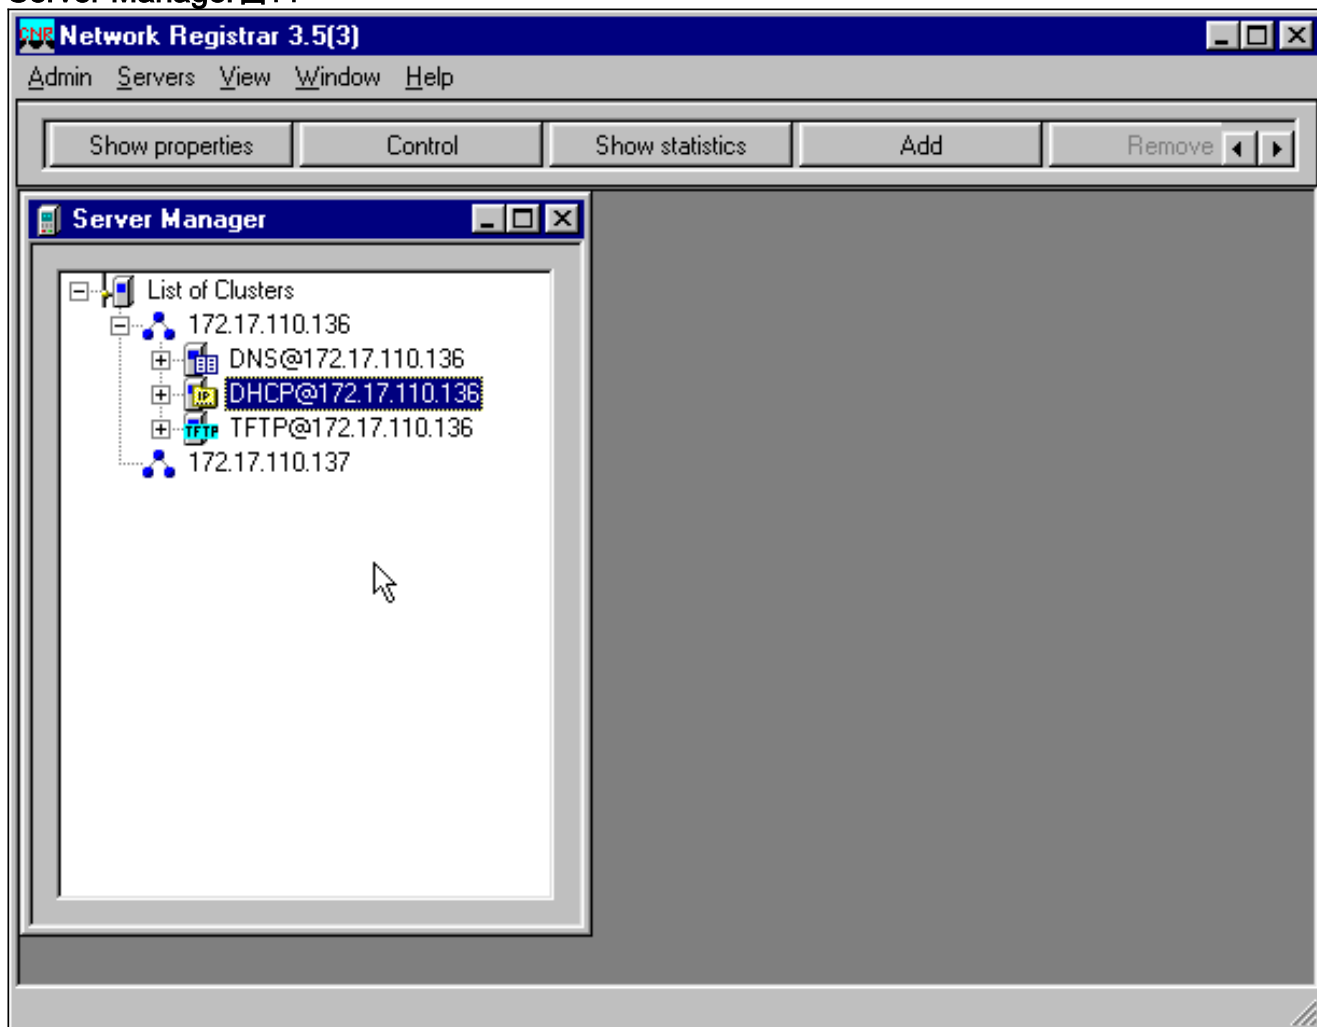 Network Registrar 3.5(3)
Admin Servers View Window Help
Show properties Control Show statistics Add Remove
Server Manager
List of Clusters
172.17.110.136
DNS@172.17.110.136
DHCP@172.17.110.136
TFTP@172.17.110.136
172.17.110.137